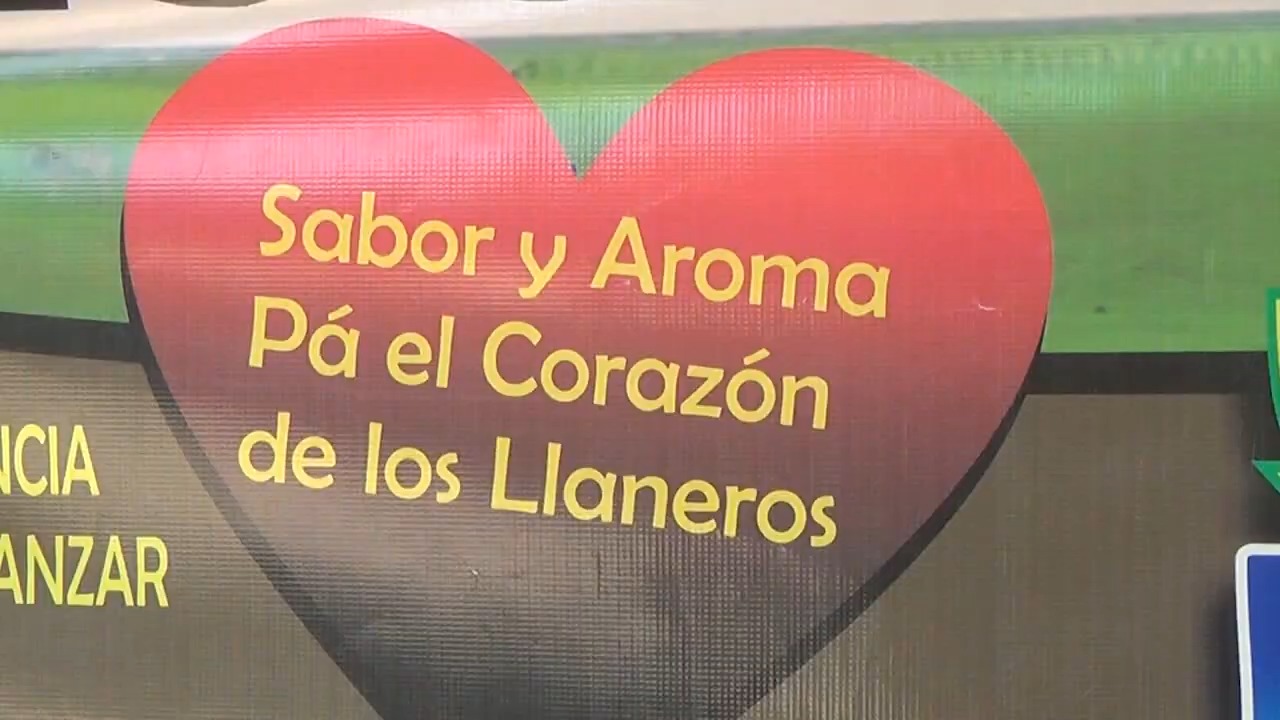 Sabor y Aroma
Pá el Corazón
de los Llaneros
NCIA
ANZAR